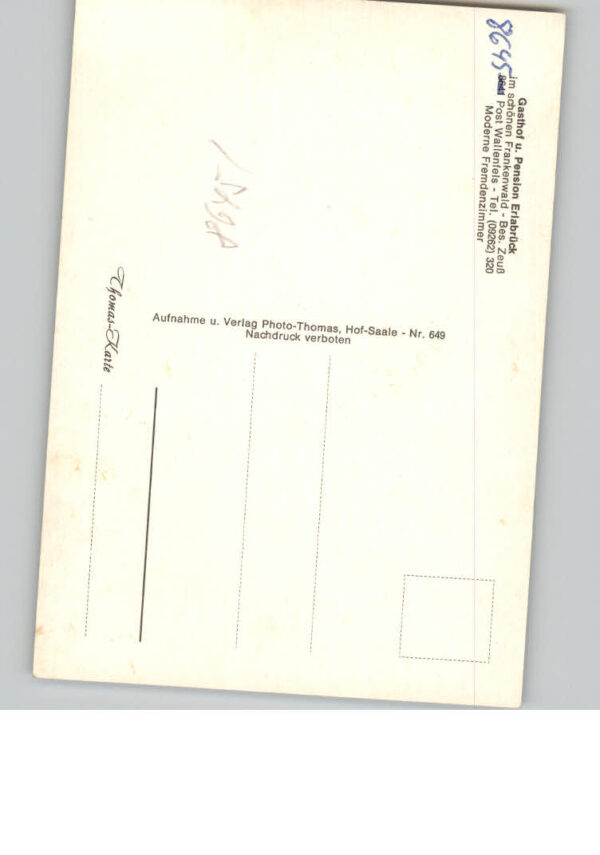 Gasthof u. Pension Erlabrück
im schönen Frankenwald - Bes. Zeuß
8645 8641 Post Wallenfels - Tel. (09262) 320
Moderne Fremdenzimmer
Aufnahme u. Verlag Photo-Thomas, Hof-Saale - Nr. 649
Nachdruck verboten
Thomas-Karte